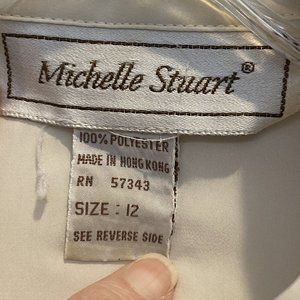 Michelle Stuart®
100% POLYESTER
MADE IN HONG KONG
RN 57343
SIZE : 12
SEE REVERSE SIDE